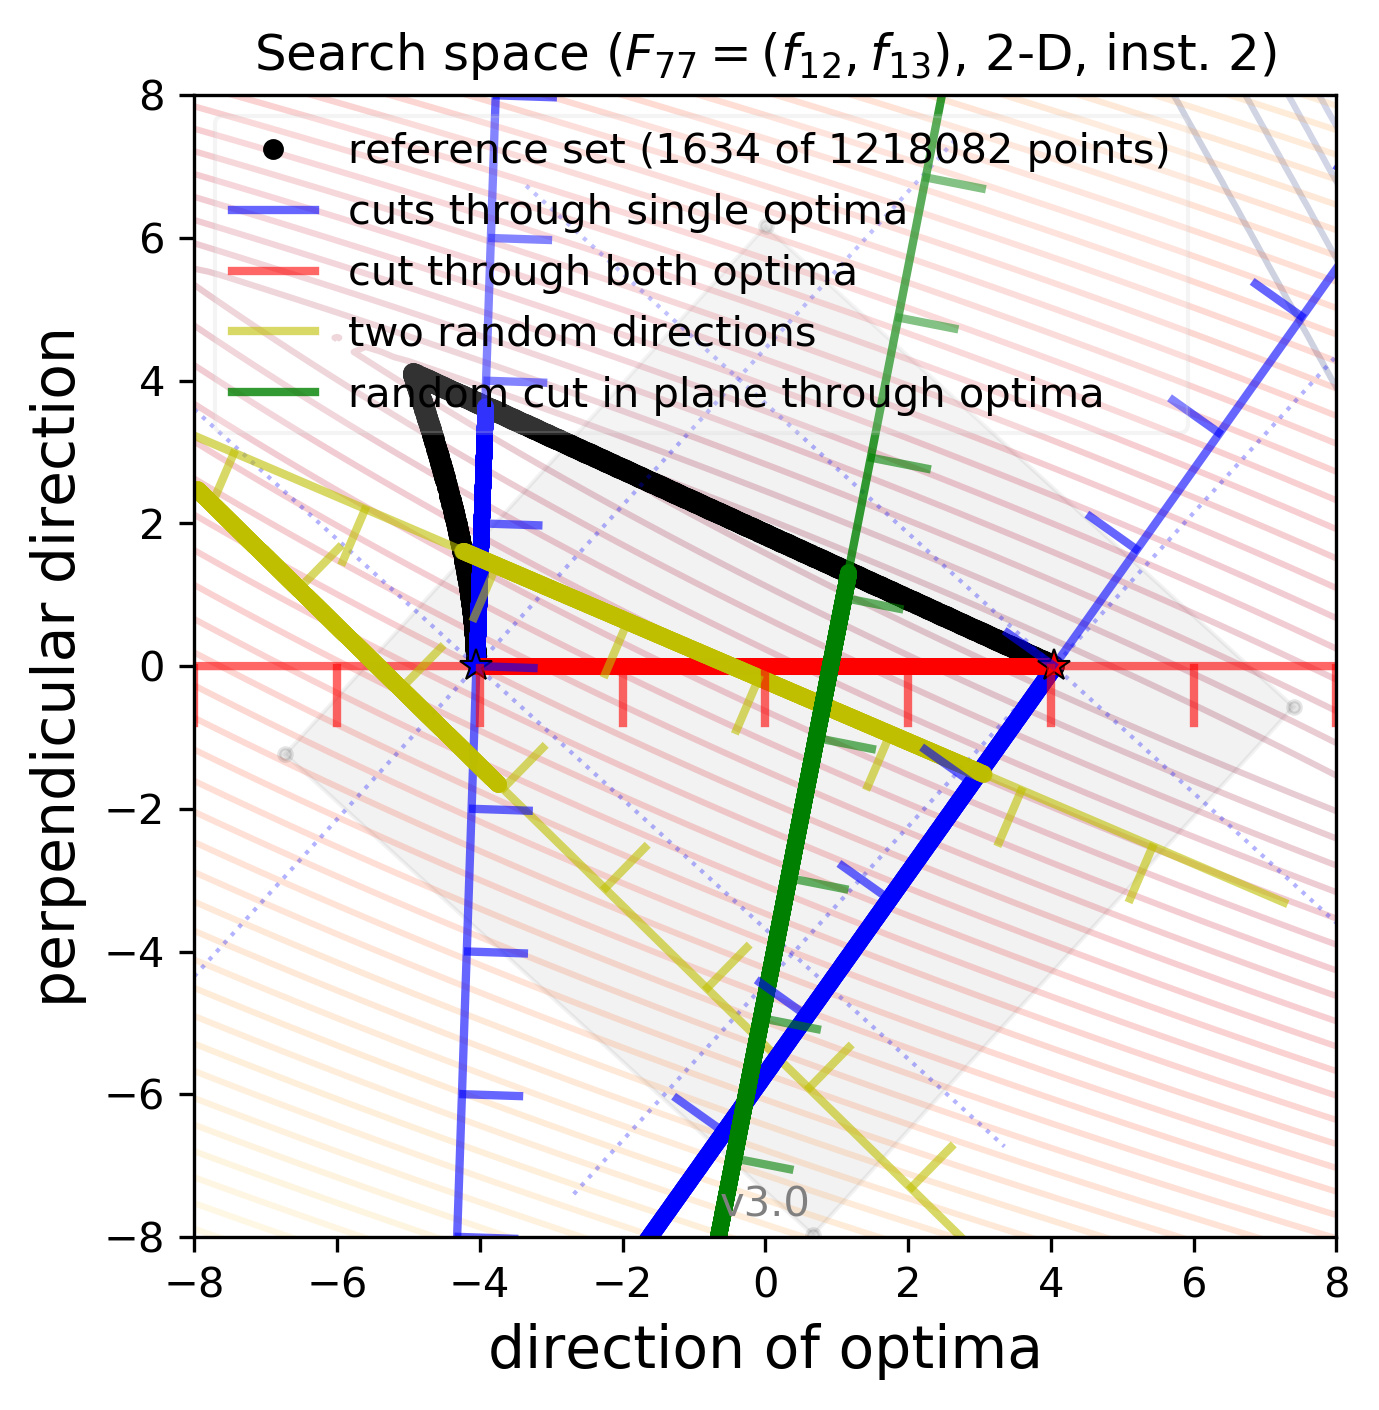 Search space (F77 = (f12, f13), 2-D, inst. 2)
reference set (1634 of 1218082 points)
cuts through single optima
cut through both optima
two random directions
random cut in plane through optima
8
6
4
2
0
−2
−4
−6
−8
perpendicular direction
v3.0
−8 −6 −4 −2 0 2 4 6 8
direction of optima